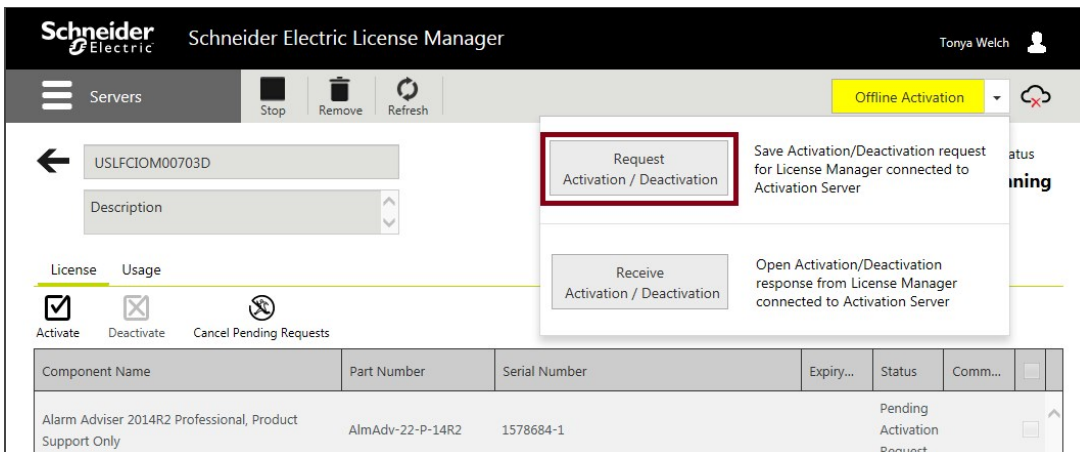 Schneider
Electric
Schneider Electric License Manager
Tonya Welch
Servers
Stop
Remove
Refresh
Offline Activation
USLFCIOM00703D
Description
Request
Activation / Deactivation
Save Activation/Deactivation request
for License Manager connected to
Activation Server
atus
nning
Receive
Activation / Deactivation
Open Activation/Deactivation
response from License Manager
connected to Activation Server
License
Usage
Activate
Deactivate
Cancel Pending Requests
Component Name
Part Number
Serial Number
Expiry...
Status
Comm...
Alarm Adviser 2014R2 Professional, Product
Support Only
AlmAdv-22-P-14R2
1578684-1
Pending
Activation
Request